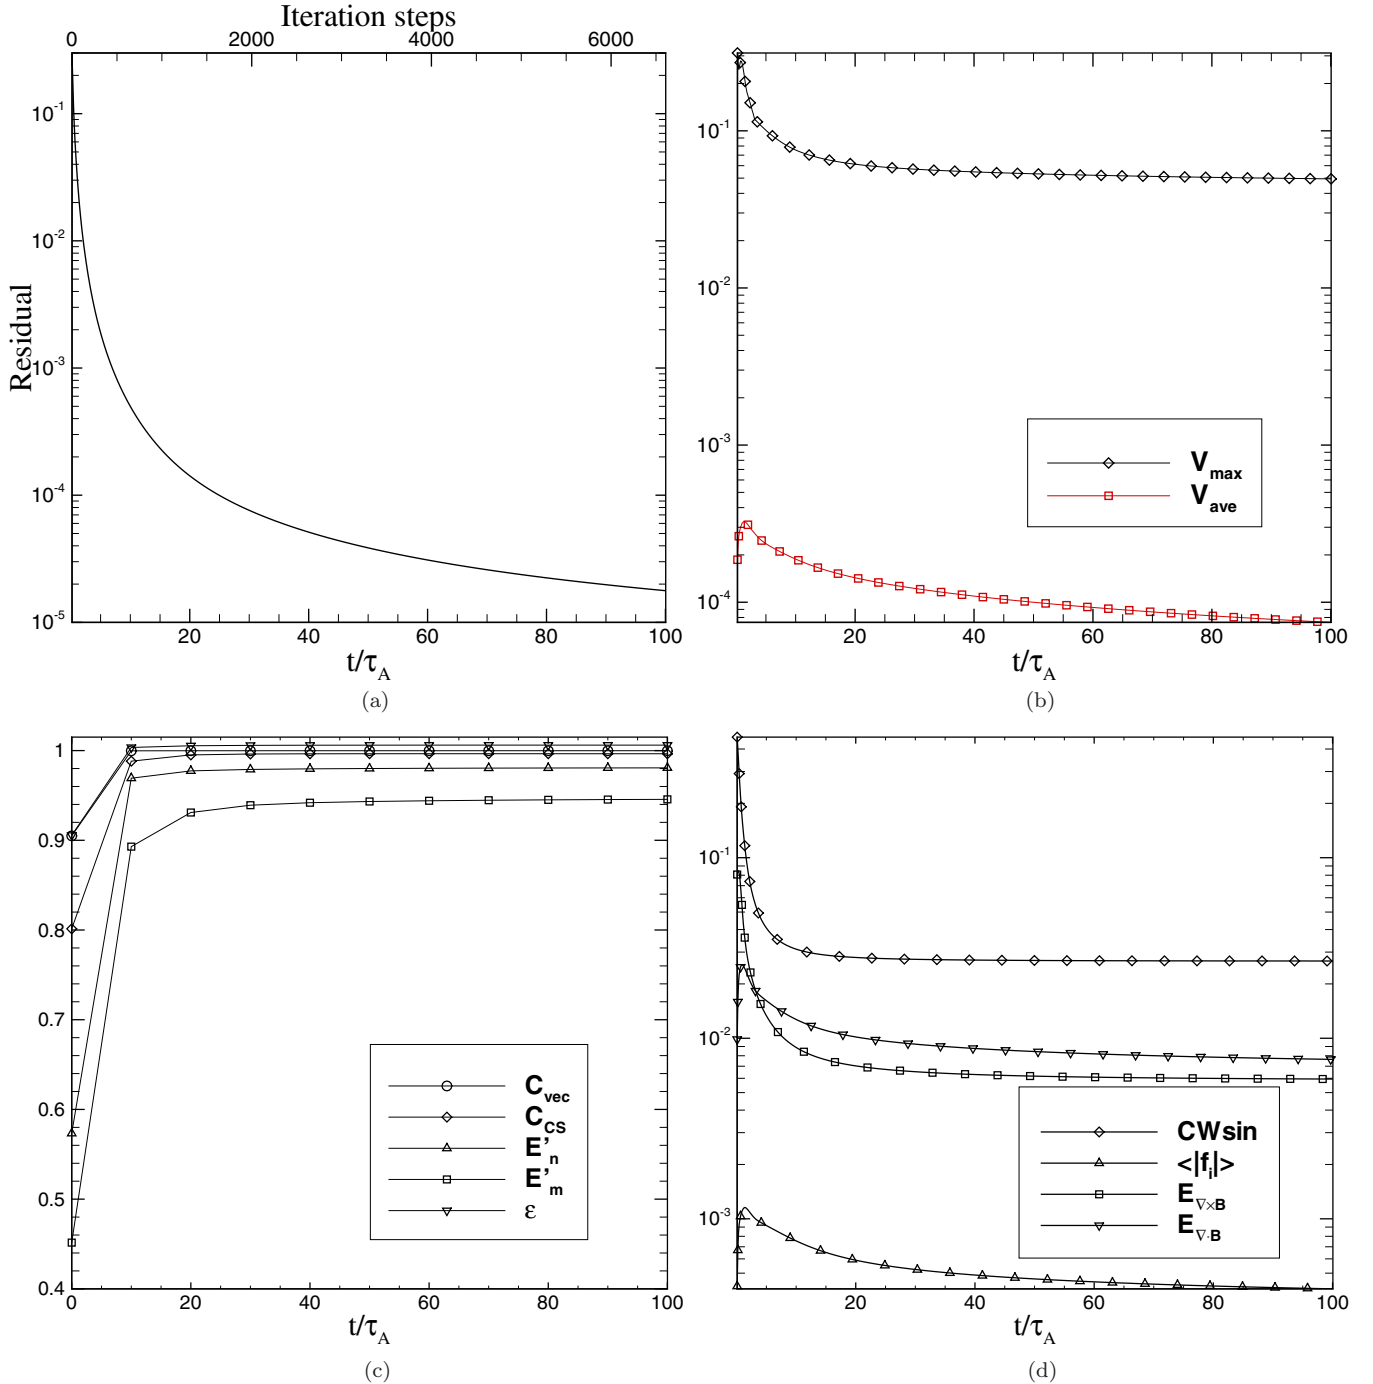 Iteration steps
0 2000 4000 6000
10⁻¹
10⁻²
10⁻³
10⁻⁴
10⁻⁵
Residual
20 40 60 80 100
t/τ_A
(a)
10⁻¹
10⁻²
10⁻³
10⁻⁴
V_max
V_ave
20 40 60 80 100
t/τ_A
(b)
1
0.9
0.8
0.7
0.6
0.5
0.4
C_vec
C_CS
E'_n
E'_m
ε
0 20 40 60 80 100
t/τ_A
(c)
10⁻¹
10⁻²
10⁻³
CWsin
<|f_i|>
E_∇×B
E_∇·B
20 40 60 80 100
t/τ_A
(d)